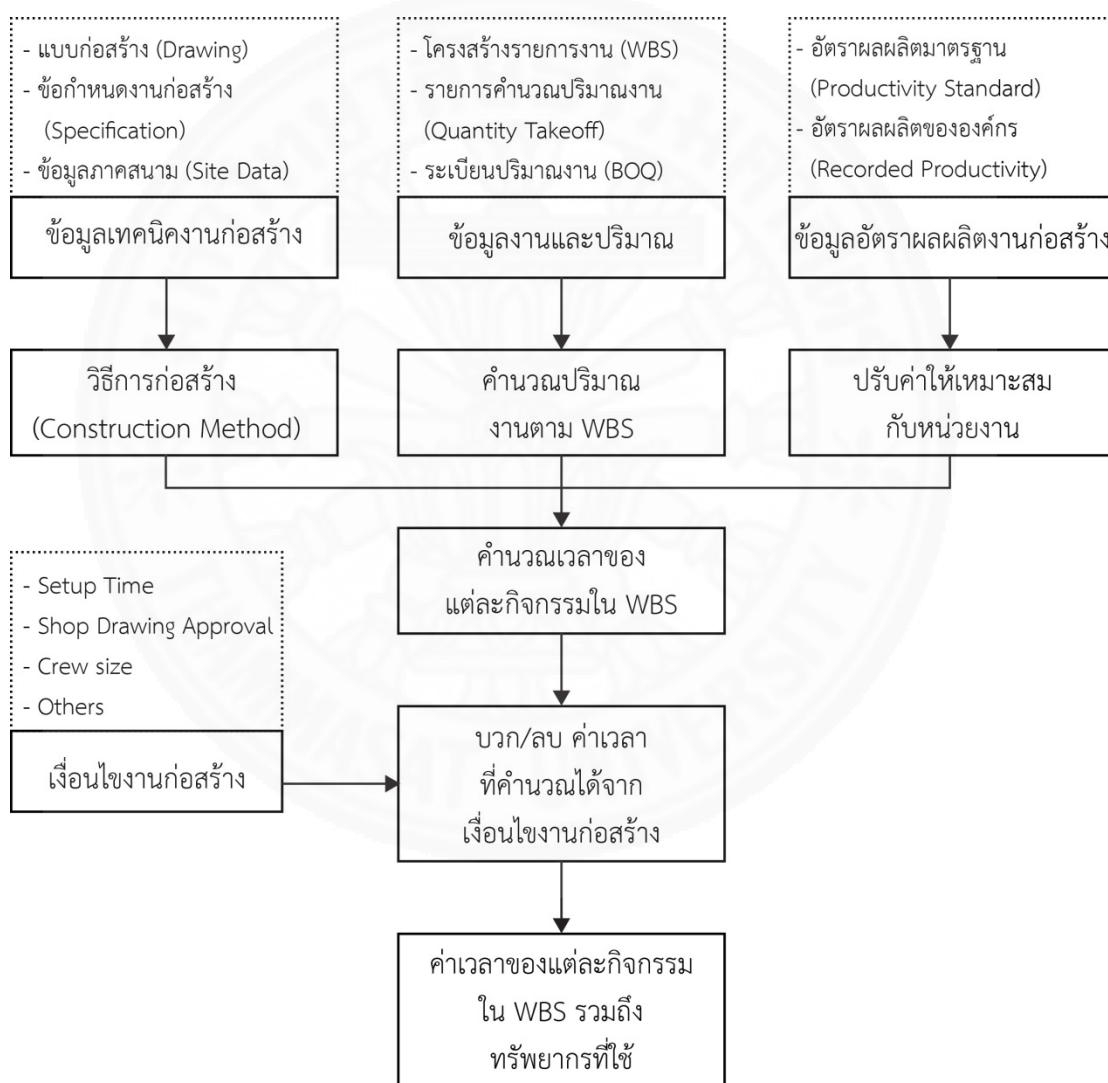 - แบบก่อสร้าง (Drawing)
- ข้อกำหนดงานก่อสร้าง
(Specification)
- ข้อมูลภาคสนาม (Site Data)
ข้อมูลเทคนิคงานก่อสร้าง
- โครงสร้างรายการงาน (WBS)
- รายการคำนวณปริมาณงาน
(Quantity Takeoff)
- ระเบียนปริมาณงาน (BOQ)
ข้อมูลงานและปริมาณ
- อัตราผลผลิตมาตรฐาน
(Productivity Standard)
- อัตราผลผลิตขององค์กร
(Recorded Productivity)
ข้อมูลอัตราผลผลิตงานก่อสร้าง
วิธีการก่อสร้าง
(Construction Method)
คำนวณปริมาณ
งานตาม WBS
ปรับค่าให้เหมาะสม
กับหน่วยงาน
คำนวณเวลาของ
แต่ละกิจกรรมใน WBS
- Setup Time
- Shop Drawing Approval
- Crew size
- Others
เงื่อนไขงานก่อสร้าง
บวก/ลบ ค่าเวลา
ที่คำนวณได้จาก
เงื่อนไขงานก่อสร้าง
ค่าเวลาของแต่ละกิจกรรม
ใน WBS รวมถึง
ทรัพยากรที่ใช้